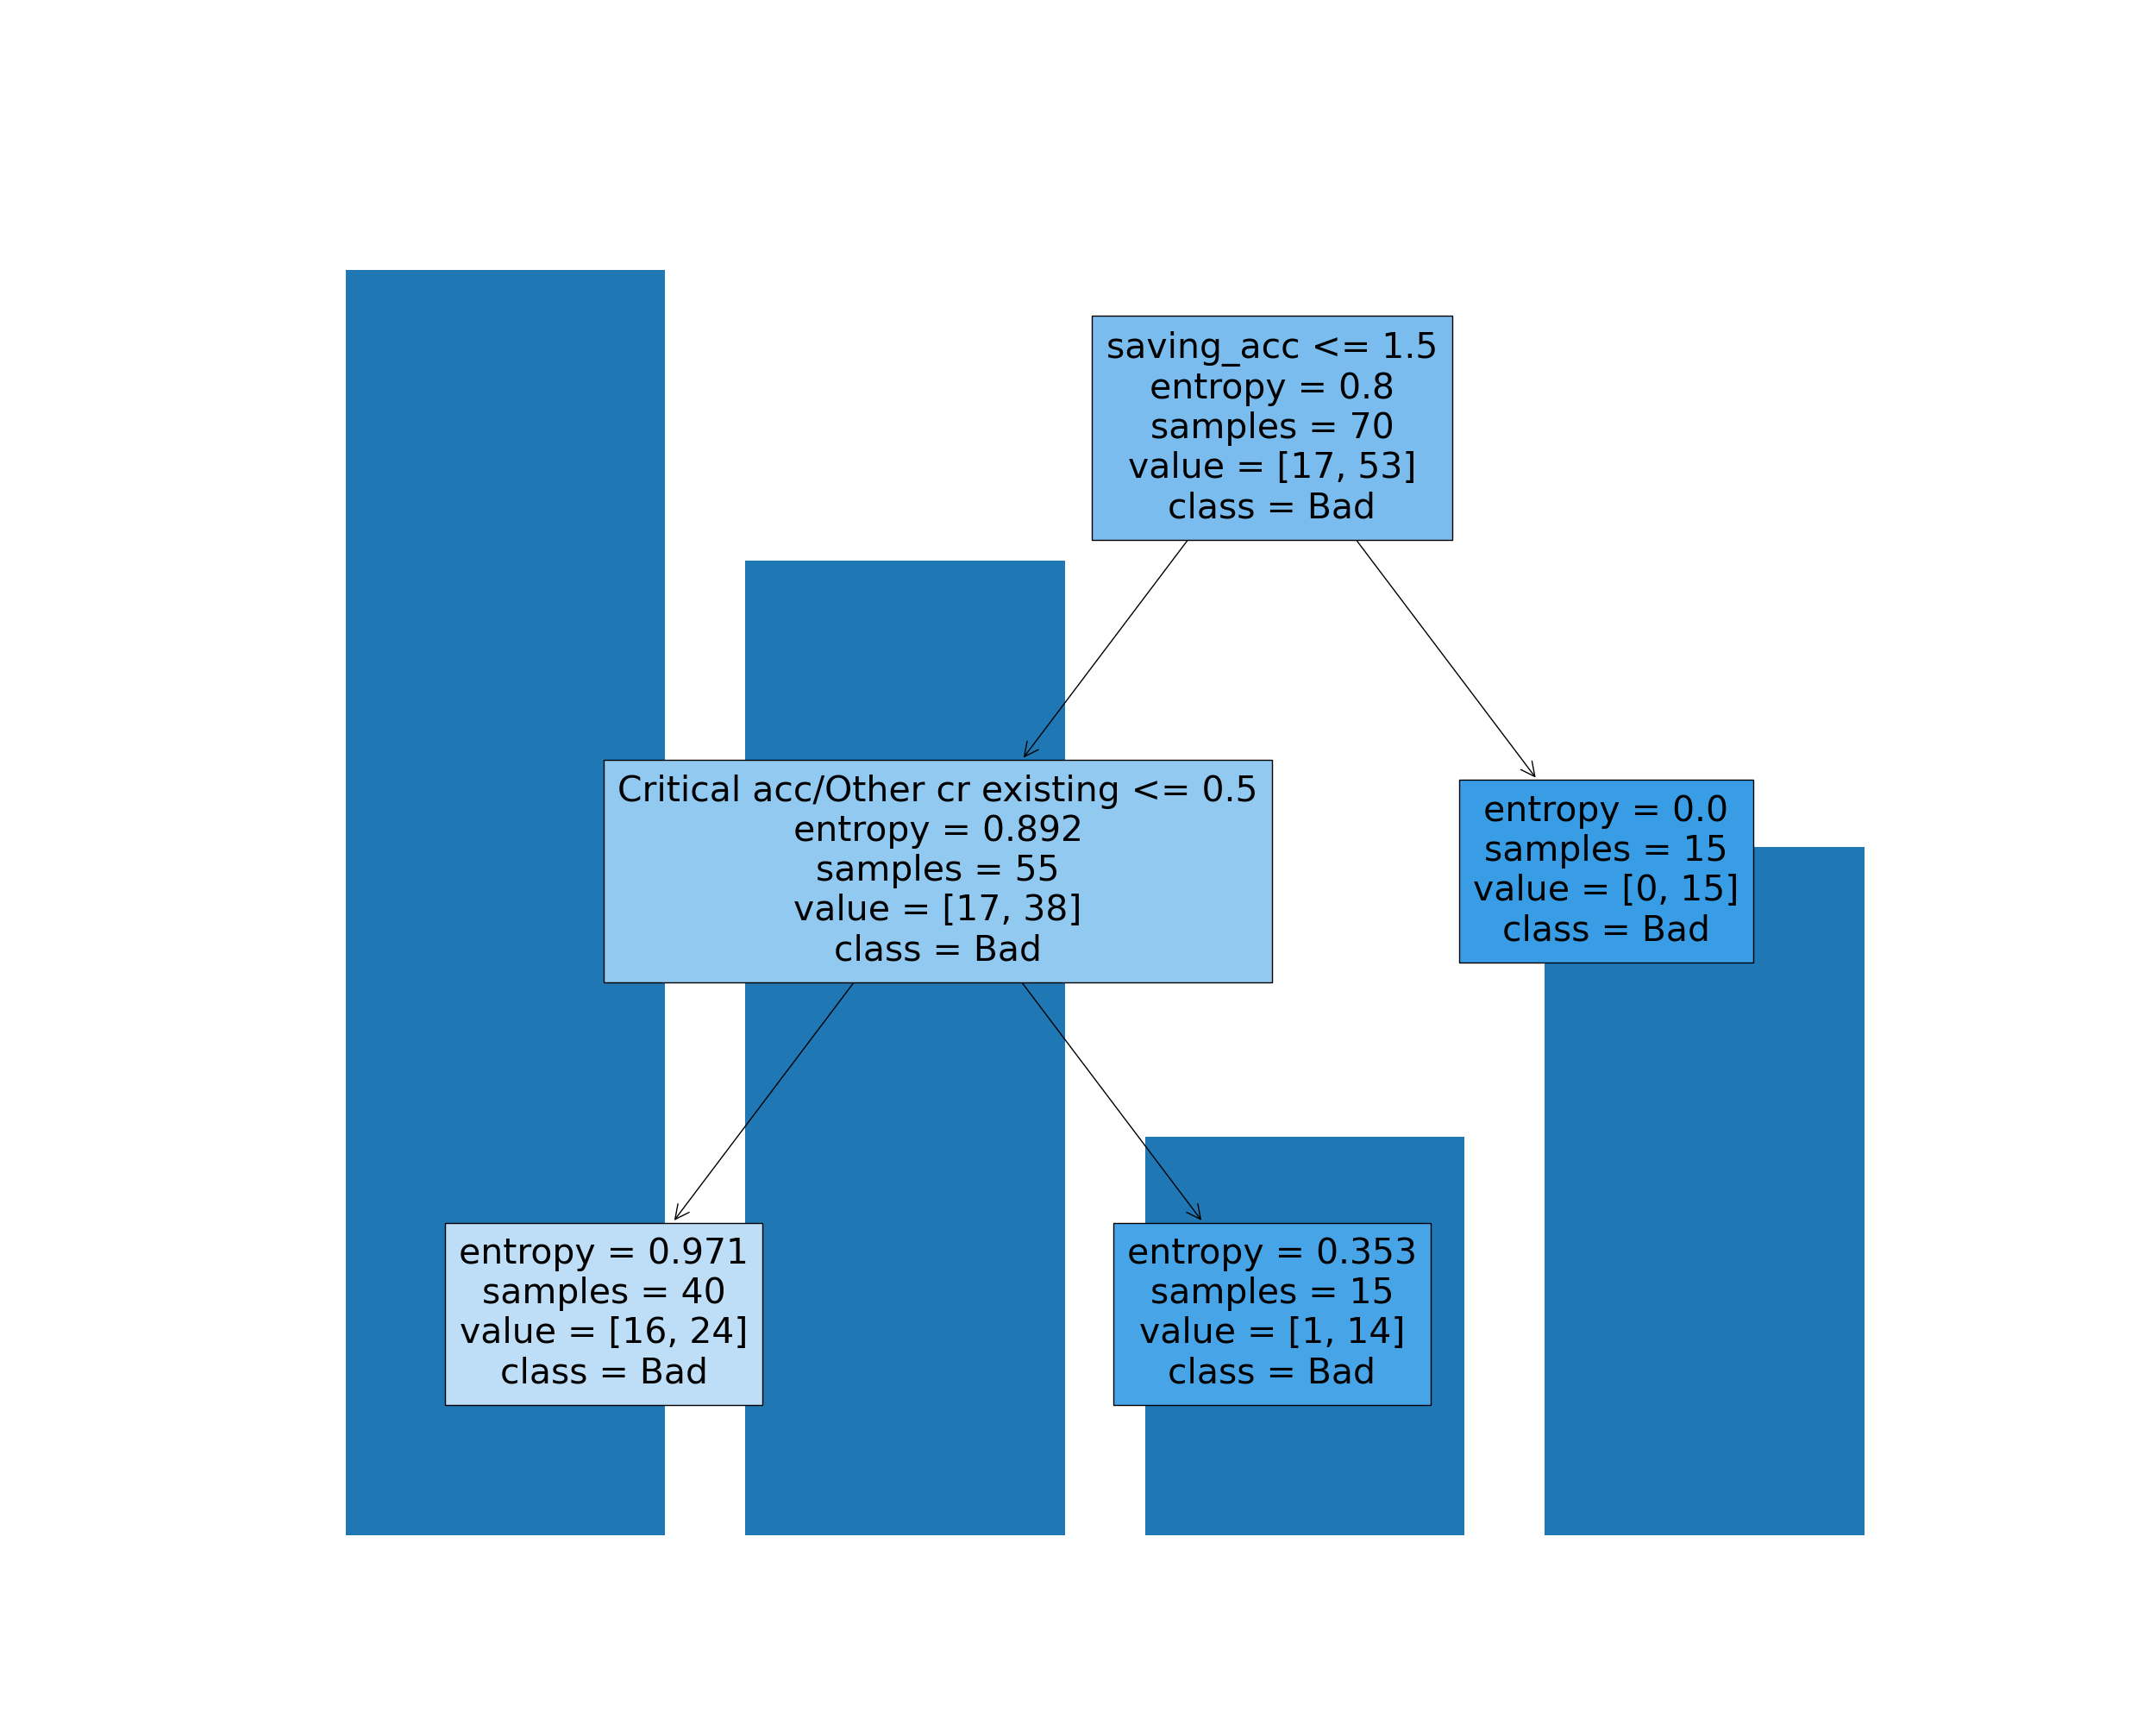 saving_acc <= 1.5
entropy = 0.8
samples = 70
value = [17, 53]
class = Bad
Critical acc/Other cr existing <= 0.5
entropy = 0.892
samples = 55
value = [17, 38]
class = Bad
entropy = 0.0
samples = 15
value = [0, 15]
class = Bad
entropy = 0.971
samples = 40
value = [16, 24]
class = Bad
entropy = 0.353
samples = 15
value = [1, 14]
class = Bad